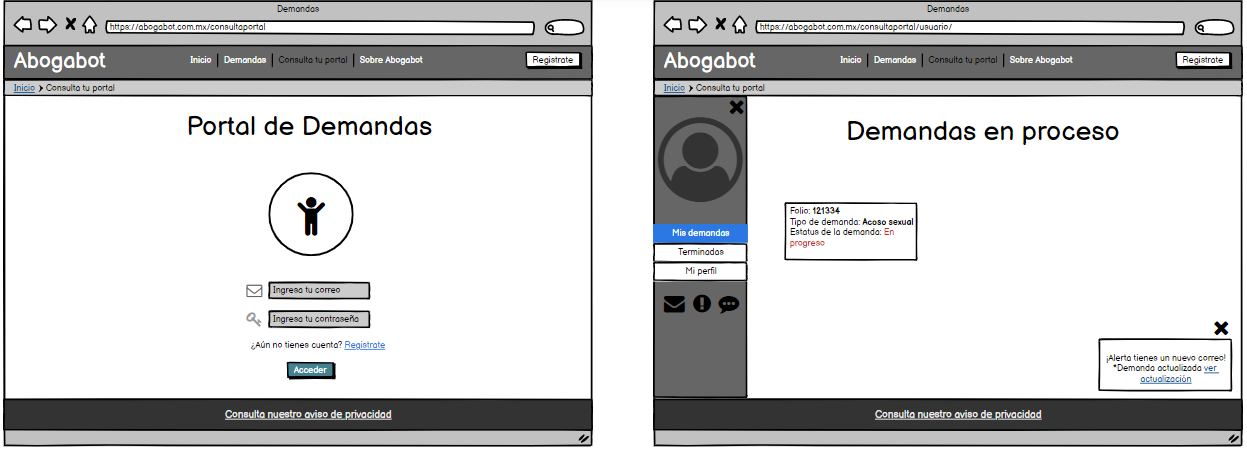 Demandas
https://abogabot.com.mx/consultaportal
Abogabot
Inicio
Demandas
Consulta tu portal
Sobre Abogabot
Registrate
Inicio
Consulta tu portal
Portal de Demandas
Ingresa tu correo
Ingresa tu contraseña
¿Aún no tienes cuenta? Registrate
Acceder
Consulta nuestro aviso de privacidad
Demandas
https://abogabot.com.mx/consultaportal/usuario/
Abogabot
Inicio
Demandas
Consulta tu portal
Sobre Abogabot
Registrate
Inicio
Consulta tu portal
Mis demandas
Terminadas
Mi perfil
Demandas en proceso
Folio: 121334
Tipo de demanda: Acoso sexual
Estatus de la demanda: En
progreso
¡Alerta tienes un nuevo correo!
*Demanda actualizada ver
actualización
Consulta nuestro aviso de privacidad